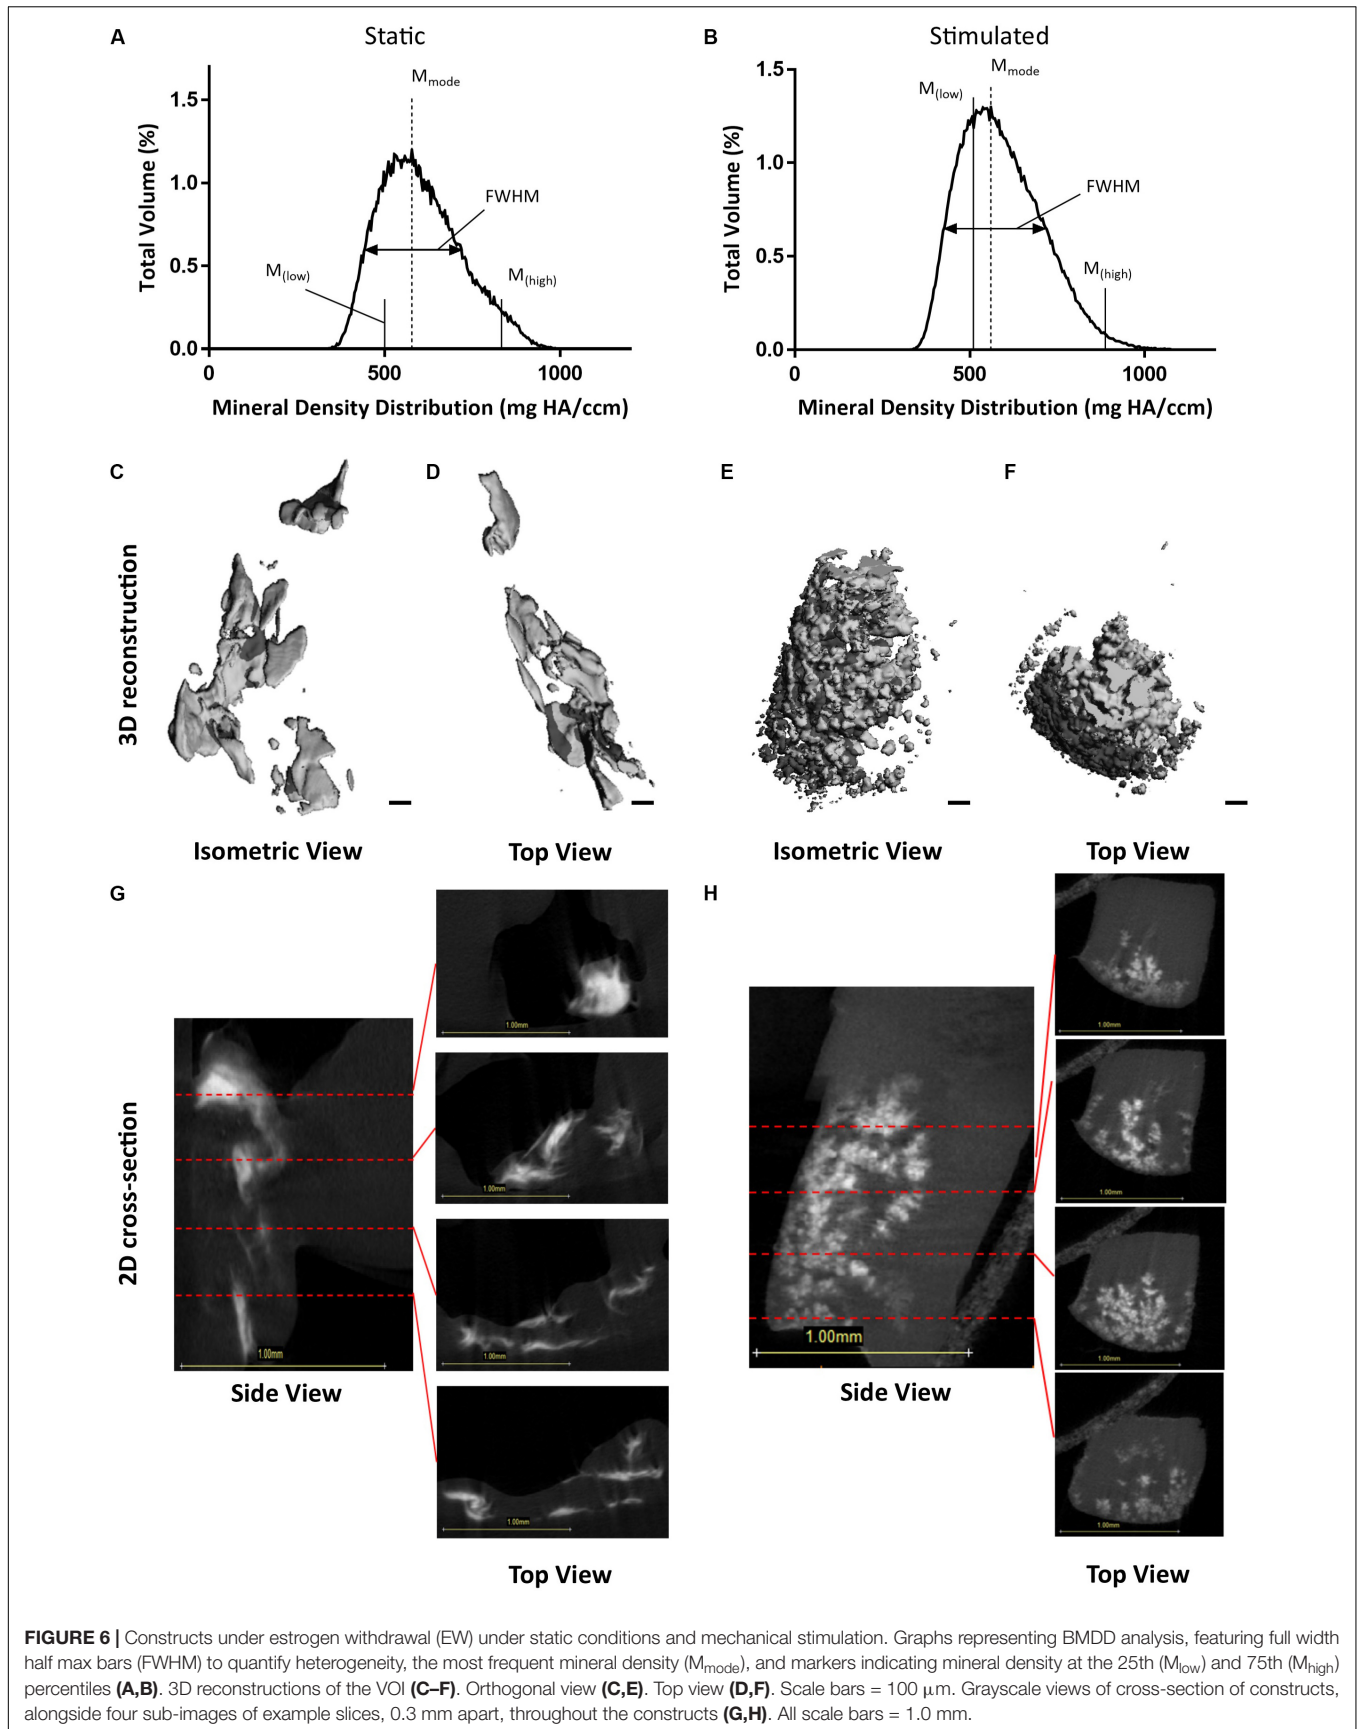 A
Static
M_mode
1.5
1.0
0.5
0.0
Total Volume (%)
FWHM
M_(low)
M_(high)
0
500
1000
Mineral Density Distribution (mg HA/ccm)
B
Stimulated
M_mode
M_(low)
1.5
1.0
0.5
0.0
Total Volume (%)
FWHM
M_(high)
0
500
1000
Mineral Density Distribution (mg HA/ccm)
C
D
E
F
3D reconstruction
Isometric View
Top View
Isometric View
Top View
G
H
2D cross-section
1.00mm
Side View
1.00mm
1.00mm
1.00mm
1.00mm
Top View
1.00mm
Side View
1.00mm
1.00mm
1.00mm
1.00mm
Top View
FIGURE 6 | Constructs under estrogen withdrawal (EW) under static conditions and mechanical stimulation. Graphs representing BMDD analysis, featuring full width
half max bars (FWHM) to quantify heterogeneity, the most frequent mineral density (M_mode), and markers indicating mineral density at the 25th (M_low) and 75th (M_high)
percentiles (A,B). 3D reconstructions of the VOI (C–F). Orthogonal view (C,E). Top view (D,F). Scale bars = 100 μm. Grayscale views of cross-section of constructs,
alongside four sub-images of example slices, 0.3 mm apart, throughout the constructs (G,H). All scale bars = 1.0 mm.